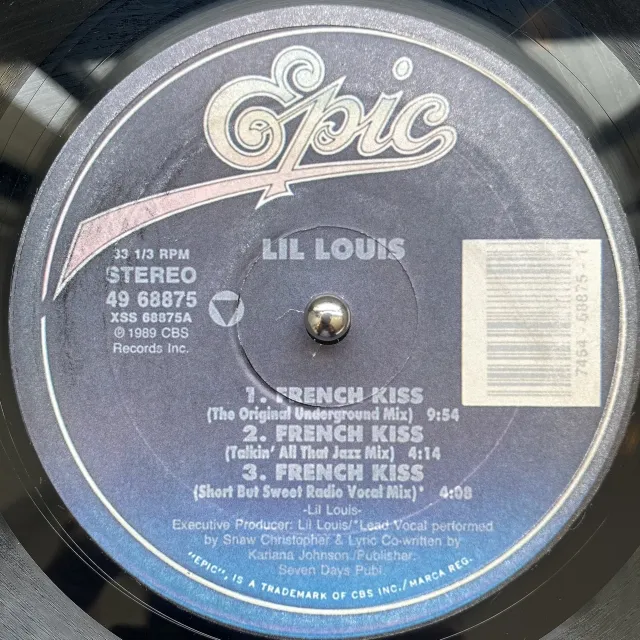 Epic
LIL LOUIS
33 1/3 RPM
STEREO
49 68875
XSS 68875A
℗ 1989 CBS
Records Inc.
7464-68875-1
1. FRENCH KISS
(The Original Underground Mix) 9:54
2. FRENCH KISS
(Talkin' All That Jazz Mix) 4:14
3. FRENCH KISS
(Short But Sweet Radio Vocal Mix)* 4:08
-Lil Louis-
Executive Producer: Lil Louis/*Lead Vocal performed
by Shaw Christopher & Lyric Co-written by
Kariana Johnson/Publisher:
Seven Days Publ
"EPIC", IS A TRADEMARK OF CBS INC./MARCA REG.